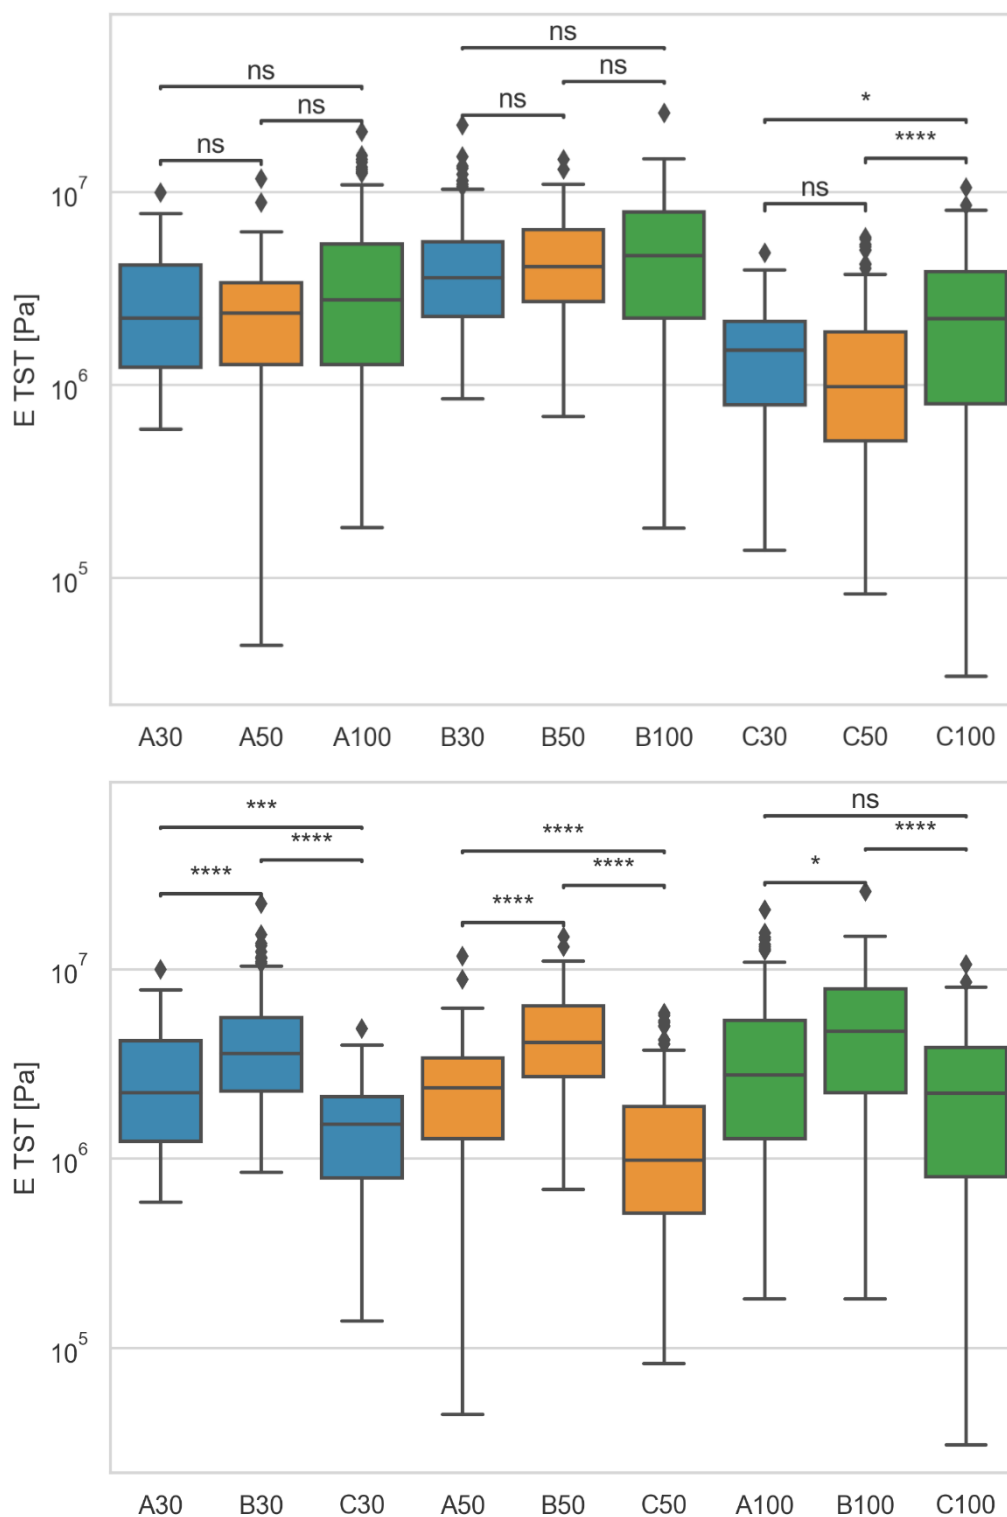 ns
ns
ns
ns
ns
ns
*
****
ns
10^7
10^6
10^5
E TST [Pa]
A30 A50 A100 B30 B50 B100 C30 C50 C100
***
****
****
****
****
****
ns
****
*
10^7
10^6
10^5
E TST [Pa]
A30 B30 C30 A50 B50 C50 A100 B100 C100